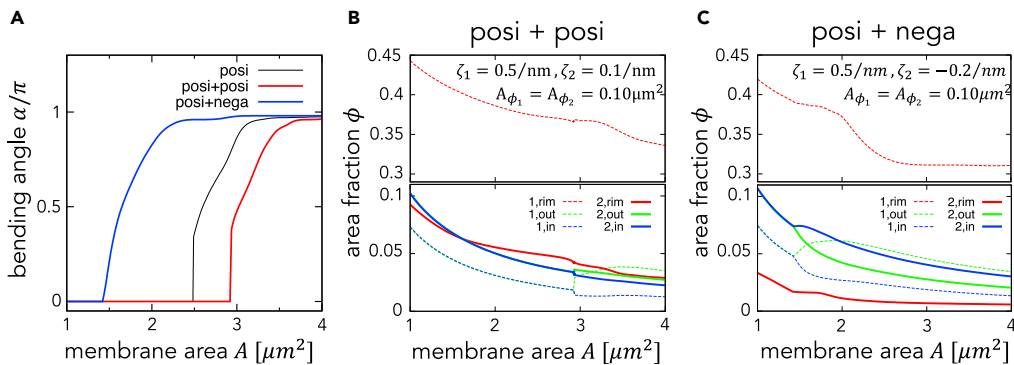 A
bending angle α/π
1
0.5
0
posi
posi+posi
posi+nega
1 2 3 4
membrane area A [μm²]
B
posi + posi
area fraction ϕ
0.45
0.4
0.35
0.3
ζ₁ = 0.5/nm , ζ₂ = 0.1/nm
A_ϕ₁ = A_ϕ₂ = 0.10μm²
0.1
0.05
0
1,rim 2,rim
1,out 2,out
1,in 2,in
1 2 3 4
membrane area A [μm²]
C
posi + nega
area fraction ϕ
0.45
0.4
0.35
0.3
ζ₁ = 0.5/nm , ζ₂ = −0.2/nm
A_ϕ₁ = A_ϕ₂ = 0.10μm²
0.1
0.05
0
1,rim 2,rim
1,out 2,out
1,in 2,in
1 2 3 4
membrane area A [μm²]